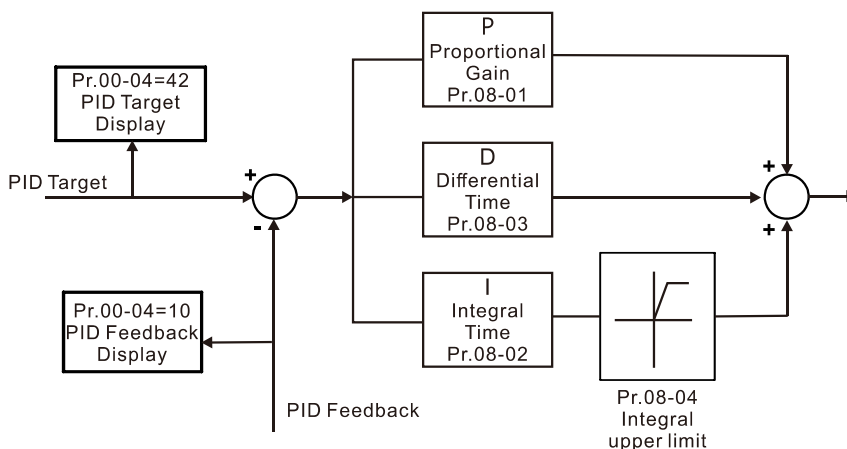 Pr.00-04=42
PID Target
Display
PID Target
+
-
Pr.00-04=10
PID Feedback
Display
PID Feedback
P
Proportional
Gain
Pr.08-01
D
Differential
Time
Pr.08-03
I
Integral
Time
Pr.08-02
Pr.08-04
Integral
upper limit
+
+